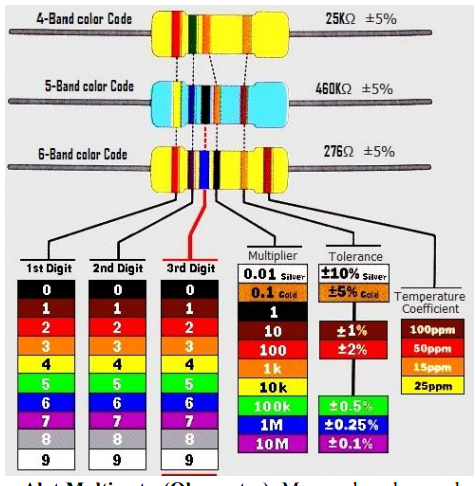 4-Band color Code 25KΩ ±5%
5-Band color Code 460KΩ ±5%
6-Band color Code 276Ω ±5%
1st Digit 2nd Digit 3rd Digit Multiplier Tolerance Temperature Coefficient
0 0 0 0.01 Silver ±10% Silver
1 1 1 0.1 Gold ±5% Gold
2 2 2 1
3 3 3 10 ±1% 100ppm
4 4 4 100 ±2% 50ppm
5 5 5 1k 15ppm
6 6 6 10k 25ppm
7 7 7 100k ±0.5%
8 8 8 1M ±0.25%
9 9 9 10M ±0.1%